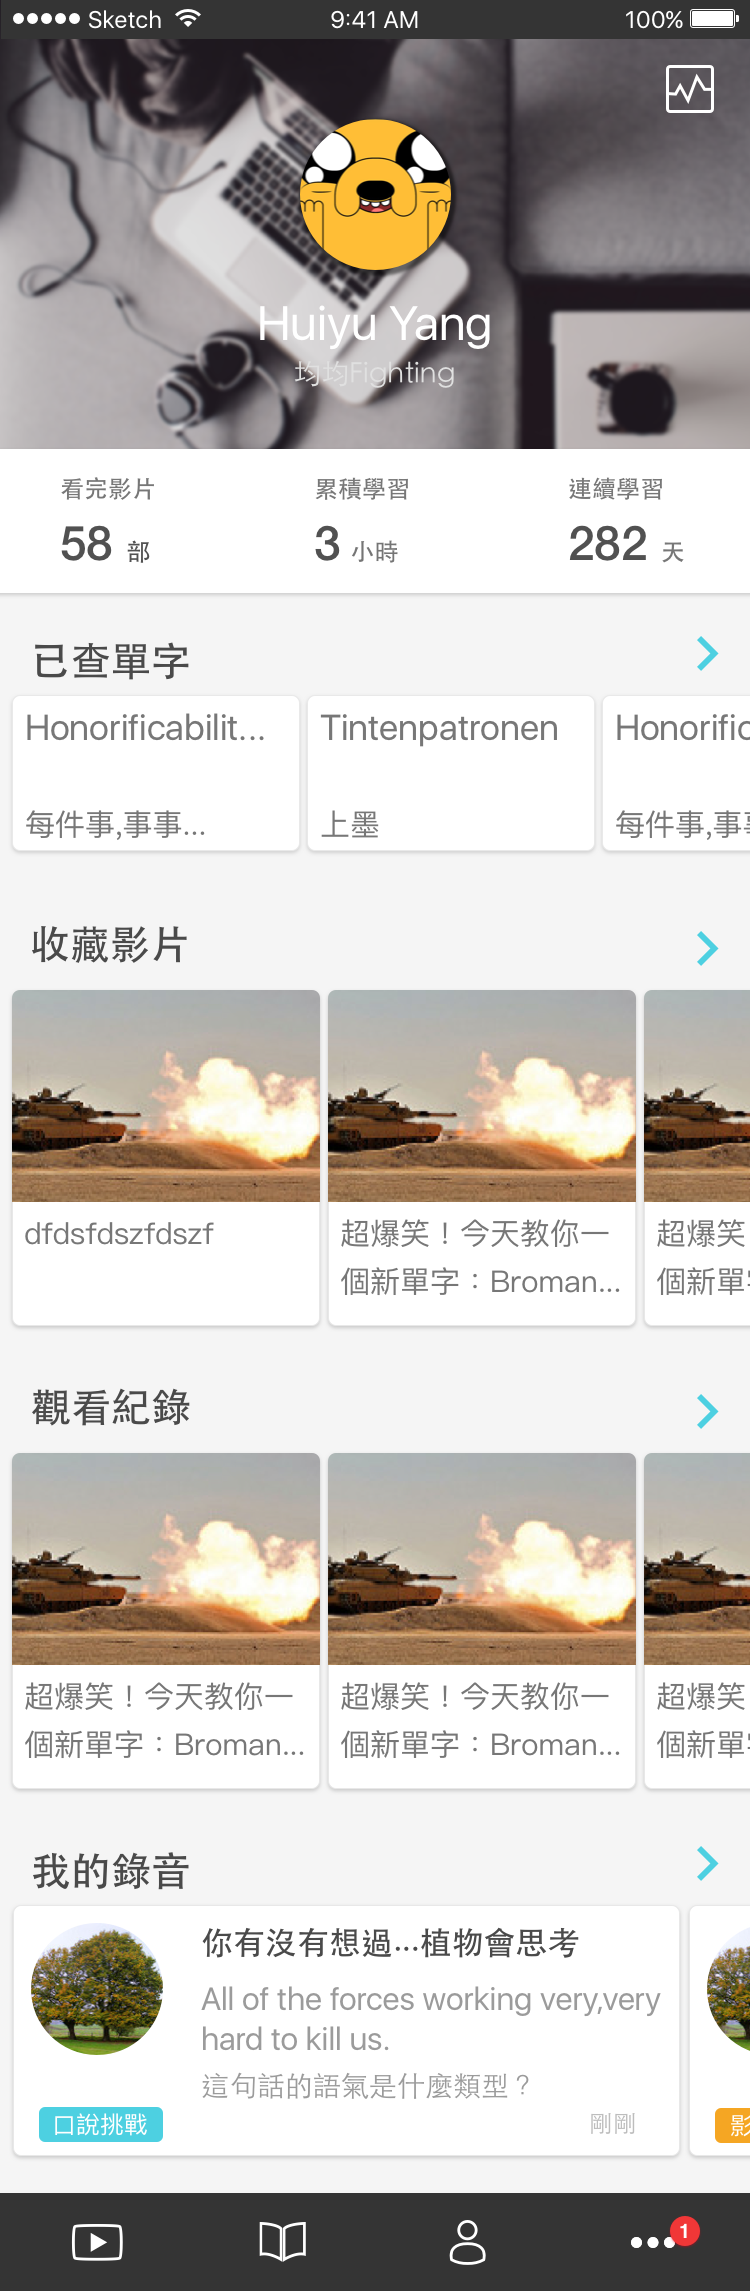 Sketch 9:41 AM 100%
Huiyu Yang
均均Fighting
看完影片 累積學習 連續學習
58 部 3 小時 282 天
已查單字
Honorificabilit... Tintenpatronen Honorific
每件事,事事... 上墨 每件事,事事
收藏影片
dfdsfdszfdszf 超爆笑！今天教你一 超爆笑
個新單字：Broman... 個新單字
觀看紀錄
超爆笑！今天教你一 超爆笑！今天教你一 超爆笑
個新單字：Broman... 個新單字：Broman... 個新單字
我的錄音
你有沒有想過...植物會思考
All of the forces working very,very
hard to kill us.
這句話的語氣是什麼類型？
口說挑戰 剛剛 影
1